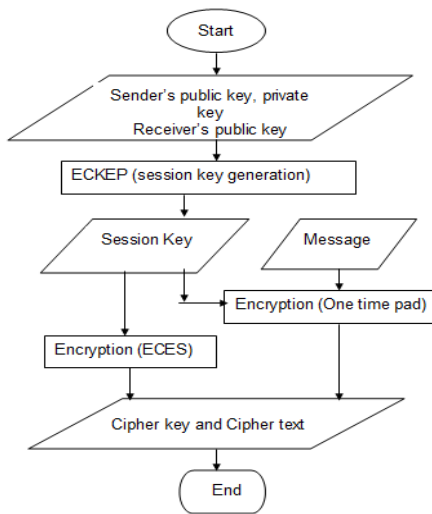 Start
Sender's public key, private
key
Receiver's public key
ECKEP (session key generation)
Session Key
Message
Encryption (One time pad)
Encryption (ECES)
Cipher key and Cipher text
End